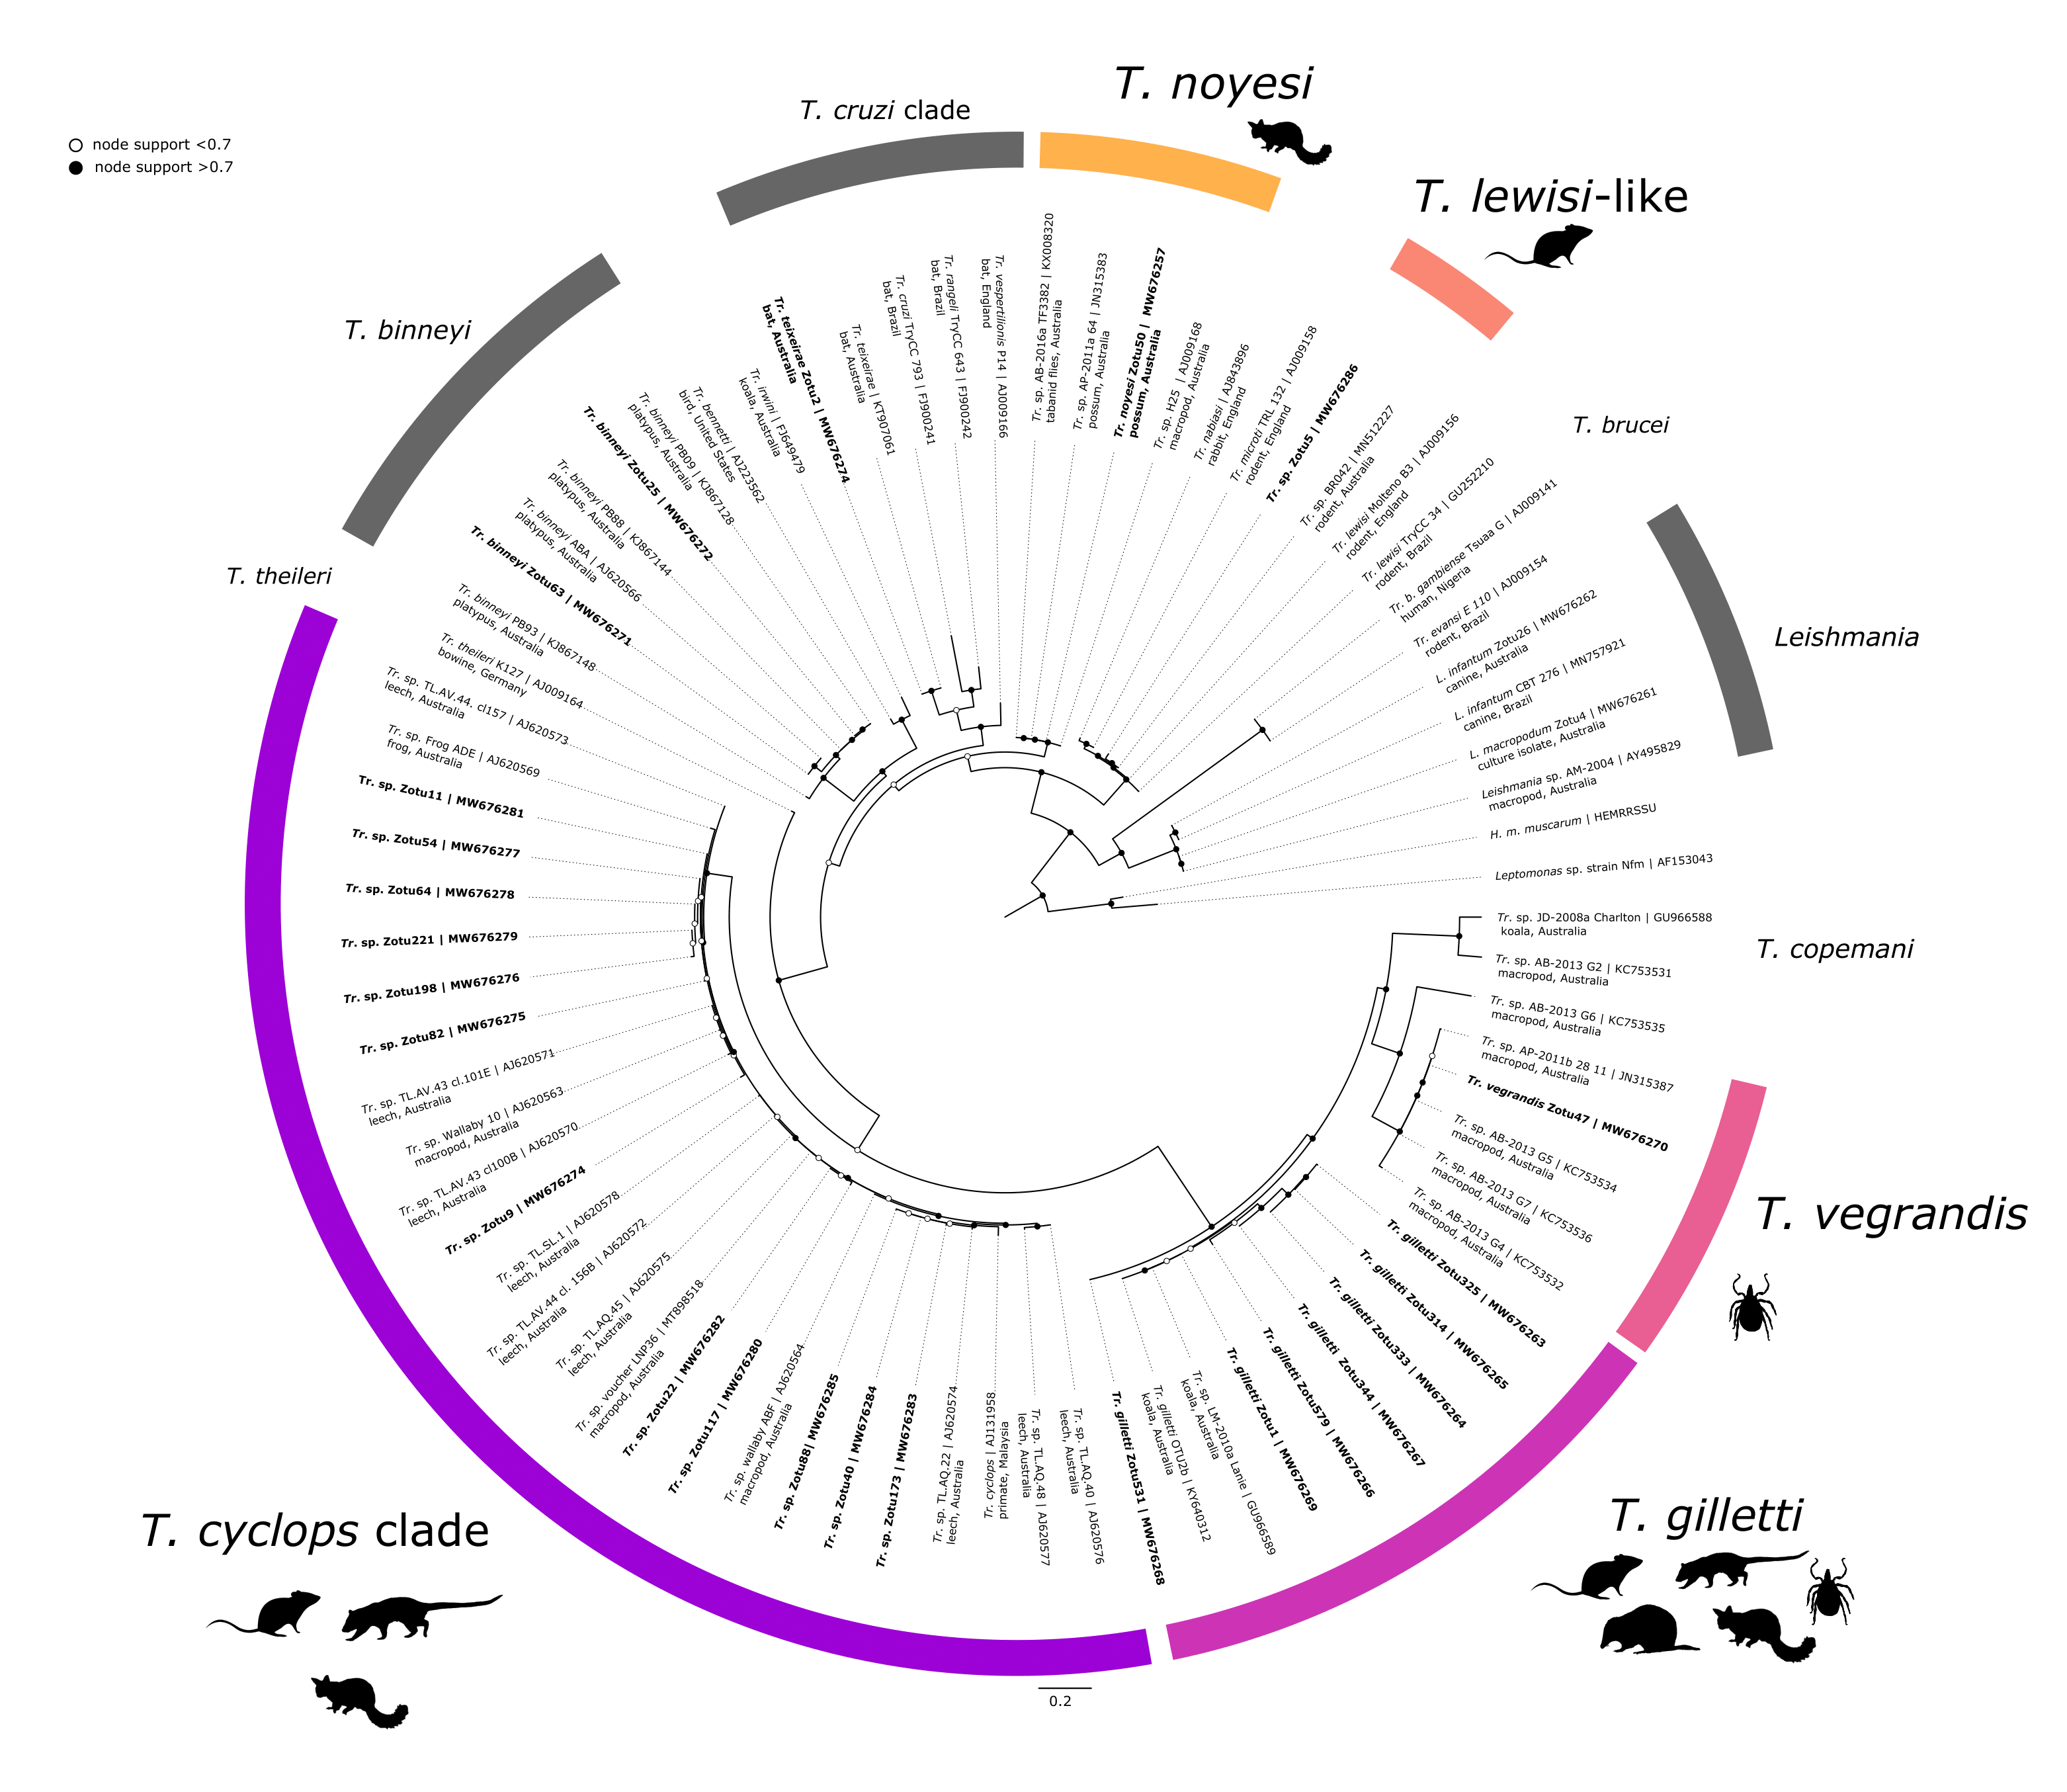 T. noyesi
T. cruzi clade
node support <0.7
node support >0.7
T. lewisi-like
T. binneyi
T. brucei
T. theileri
Leishmania
T. copemani
T. vegrandis
T. gilletti
T. cyclops clade
0.2
Tr. sp. AB-2016a TF3382 | KX008320
tabanid flies, Australia
Tr. sp. AP-2011a 64 | JN315383
possum, Australia
Tr. noyesi Zotu50 | MW676257
possum, Australia
Tr. sp. H25 | AJ009168
macropod, Australia
Tr. nabiasi | AJ843896
rabbit, England
Tr. microti TRL 132 | AJ009158
rodent, England
Tr. sp. Zotu5 | MW676286
Tr. sp. BR042 | MN512227
rodent, Australia
Tr. lewisi Molteno B3 | AJ009156
rodent, England
Tr. lewisi TryCC 34 | GU252210
rodent, Brazil
Tr. b. gambiense Tsuaa G | AJ009141
human, Nigeria
Tr. evansi E 110 | AJ009154
rodent, Brazil
L. infantum Zotu26 | MW676262
canine, Australia
L. infantum CBT 276 | MN757921
canine, Brazil
L. macropodum Zotu4 | MW676261
culture isolate, Australia
Leishmania sp. AM-2004 | AY495829
macropod, Australia
H. m. muscarum | HEMRRSSU
Leptomonas sp. strain Nfm | AF153043
Tr. sp. JD-2008a Charlton | GU966588
koala, Australia
Tr. sp. AB-2013 G2 | KC753531
macropod, Australia
Tr. sp. AB-2013 G6 | KC753535
macropod, Australia
Tr. sp. AP-2011b 28 11 | JN315387
macropod, Australia
Tr. vegrandis Zotu47 | MW676270
Tr. sp. AB-2013 G5 | KC753534
macropod, Australia
Tr. sp. AB-2013 G7 | KC753536
macropod, Australia
Tr. sp. AB-2013 G4 | KC753532
macropod, Australia
Tr. gilletti Zotu325 | MW676263
Tr. gilletti Zotu314 | MW676265
Tr. gilletti Zotu333 | MW676264
Tr. gilletti Zotu344 | MW676267
Tr. gilletti Zotu579 | MW676266
Tr. gilletti Zotu1 | MW676269
Tr. sp. LM-2010a Lanie | GU966589
koala, Australia
Tr. gilletti OTU2b | KY640312
koala, Australia
Tr. gilletti Zotu531 | MW676268
Tr. sp. TL.AQ.40 | AJ620576
leech, Australia
Tr. sp. TL.AQ.48 | AJ620577
leech, Australia
Tr. cyclops | AJ131958
primate, Malaysia
Tr. sp. TL.AQ.22 | AJ620574
leech, Australia
Tr. sp. Zotu173 | MW676283
Tr. sp. Zotu40 | MW676284
Tr. sp. Zotu88| MW676285
Tr. sp. wallaby ABF | AJ620564
macropod, Australia
Tr. sp. Zotu117 | MW676280
Tr. sp. Zotu22 | MW676282
Tr. sp. voucher LNP36 | MT898518
macropod, Australia
Tr. sp. TL.AQ.45 | AJ620575
leech, Australia
Tr. sp. TL.AV.44 cl. 156B | AJ620572
leech, Australia
Tr. sp. TL.SL.1 | AJ620578
leech, Australia
Tr. sp. Zotu9 | MW676274
Tr. sp. TL.AV.43 cl100B | AJ620570
leech, Australia
Tr. sp. Wallaby 10 | AJ620563
macropod, Australia
Tr. sp. TL.AV.43 cl.101E | AJ620571
leech, Australia
Tr. sp. Zotu82 | MW676275
Tr. sp. Zotu198 | MW676276
Tr. sp. Zotu221 | MW676279
Tr. sp. Zotu64 | MW676278
Tr. sp. Zotu54 | MW676277
Tr. sp. Zotu11 | MW676281
Tr. sp. Frog ADE | AJ620569
frog, Australia
Tr. sp. TL.AV.44. cl157 | AJ620573
leech, Australia
Tr. theileri K127 | AJ009164
bowine, Germany
Tr. binneyi PB93 | KJ867148
platypus, Australia
Tr. binneyi Zotu63 | MW676271
Tr. binneyi ABA | AJ620566
platypus, Australia
Tr. binneyi PB88 | KJ867144
platypus, Australia
Tr. binneyi Zotu25 | MW676272
Tr. binneyi PB09 | KJ867128
platypus, Australia
Tr. bennetti | AJ223562
bird, United States
Tr. irwini | FJ649479
koala, Australia
Tr. teixeirae Zotu2 | MW676274
bat, Australia
Tr. teixeirae | KT907061
bat, Australia
Tr. cruzi TryCC 793 | FJ900241
bat, Brazil
Tr. rangeli TryCC 643 | FJ900242
bat, Brazil
Tr. vespertilionis P14 | AJ009166
bat, England